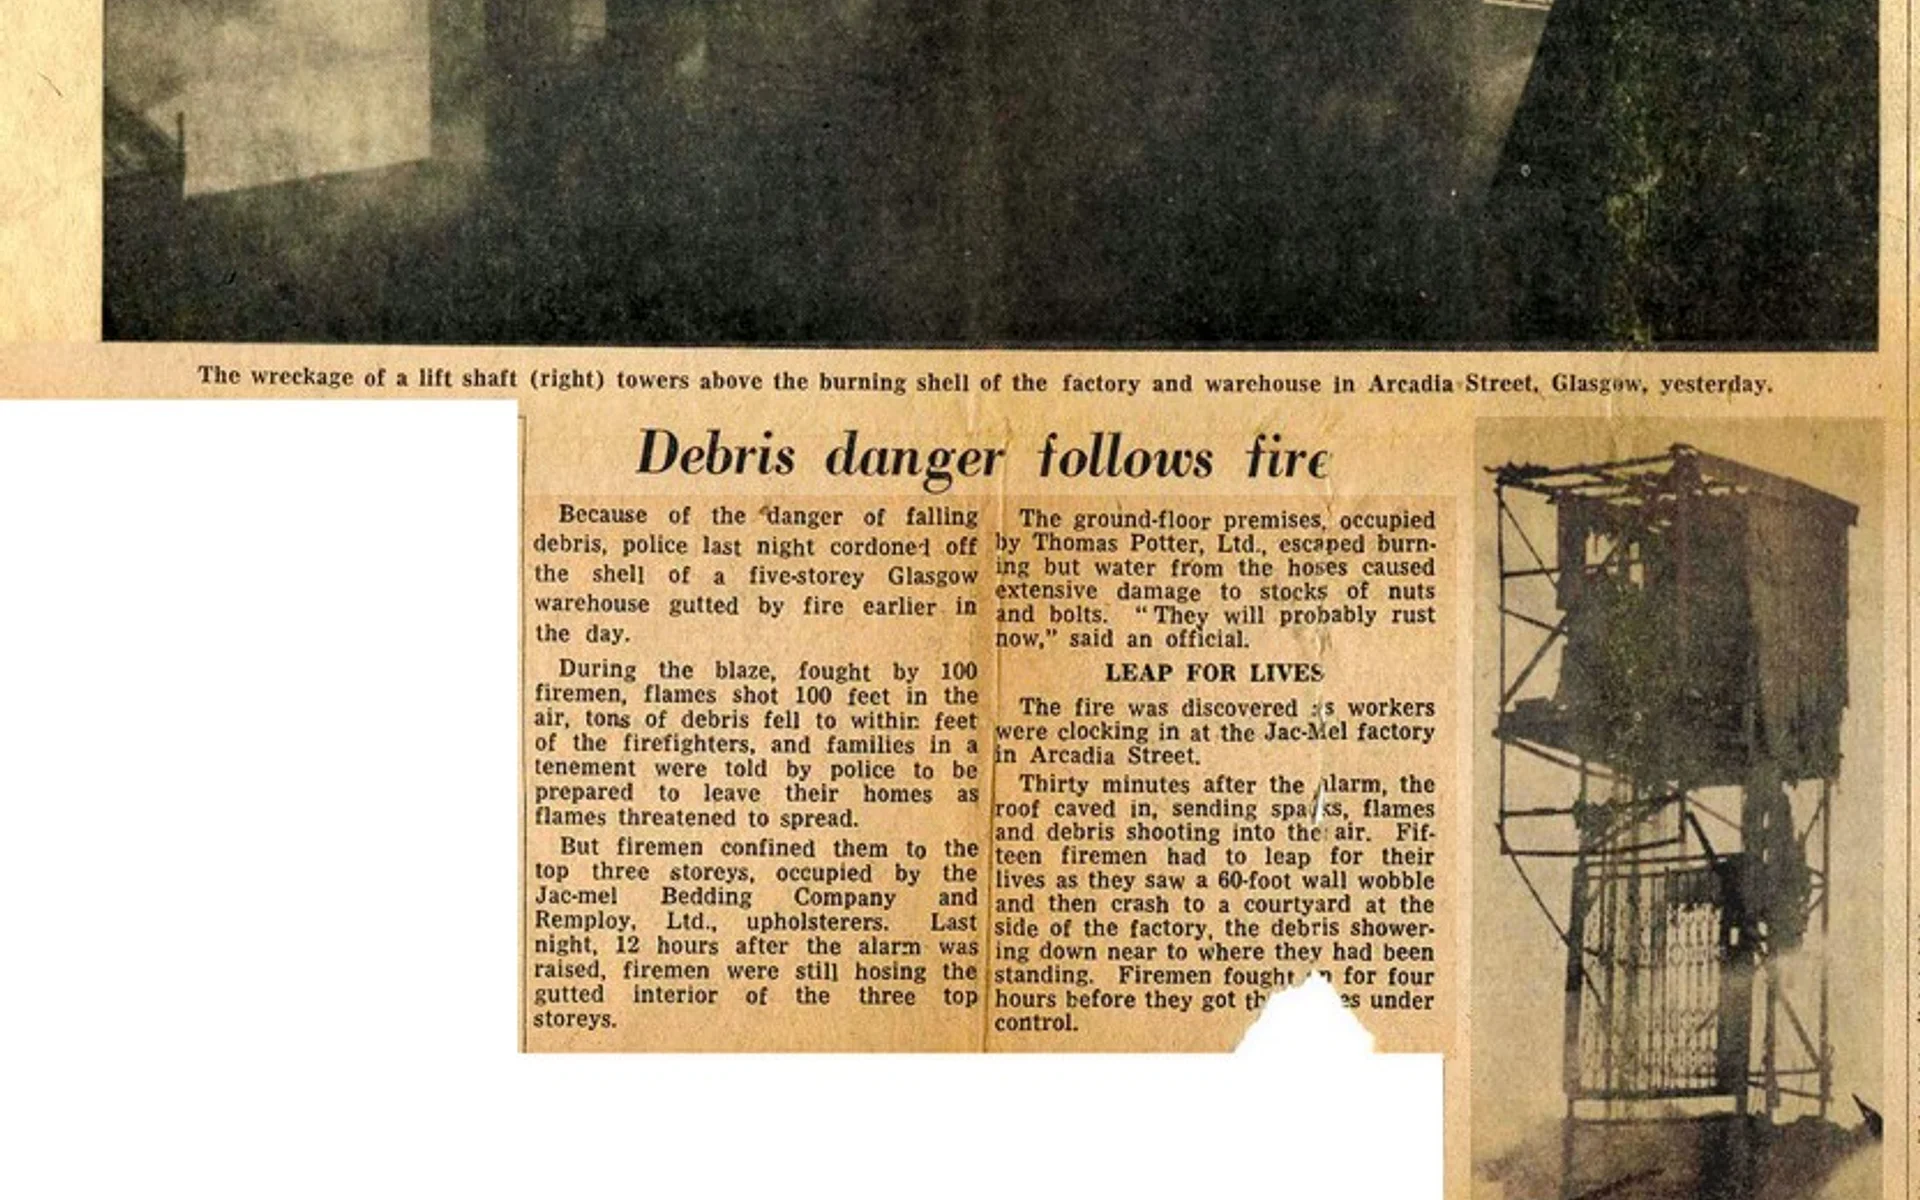 The wreckage of a lift shaft (right) towers above the burning shell of the factory and warehouse in Arcadia Street, Glasgow, yesterday.
Debris danger follows fire
Because of the danger of falling
debris, police last night cordoned off
the shell of a five-storey Glasgow
warehouse gutted by fire earlier in
the day.
During the blaze, fought by 100
firemen, flames shot 100 feet in the
air, tons of debris fell to within feet
of the firefighters, and families in a
tenement were told by police to be
prepared to leave their homes as
flames threatened to spread.
But firemen confined them to the
top three storeys, occupied by the
Jac-mel Bedding Company and
Remploy, Ltd., upholsterers. Last
night, 12 hours after the alarm was
raised, firemen were still hosing the
gutted interior of the three top
storeys.
The ground-floor premises, occupied
by Thomas Potter, Ltd., escaped burn-
ing but water from the hoses caused
extensive damage to stocks of nuts
and bolts. "They will probably rust
now," said an official.
LEAP FOR LIVES
The fire was discovered as workers
were clocking in at the Jac-Mel factory
in Arcadia Street.
Thirty minutes after the alarm, the
roof caved in, sending sparks, flames
and debris shooting into the air. Fif-
teen firemen had to leap for their
lives as they saw a 60-foot wall wobble
and then crash to a courtyard at the
side of the factory, the debris shower-
ing down near to where they had been
standing. Firemen fought for four
hours before they got under
control.